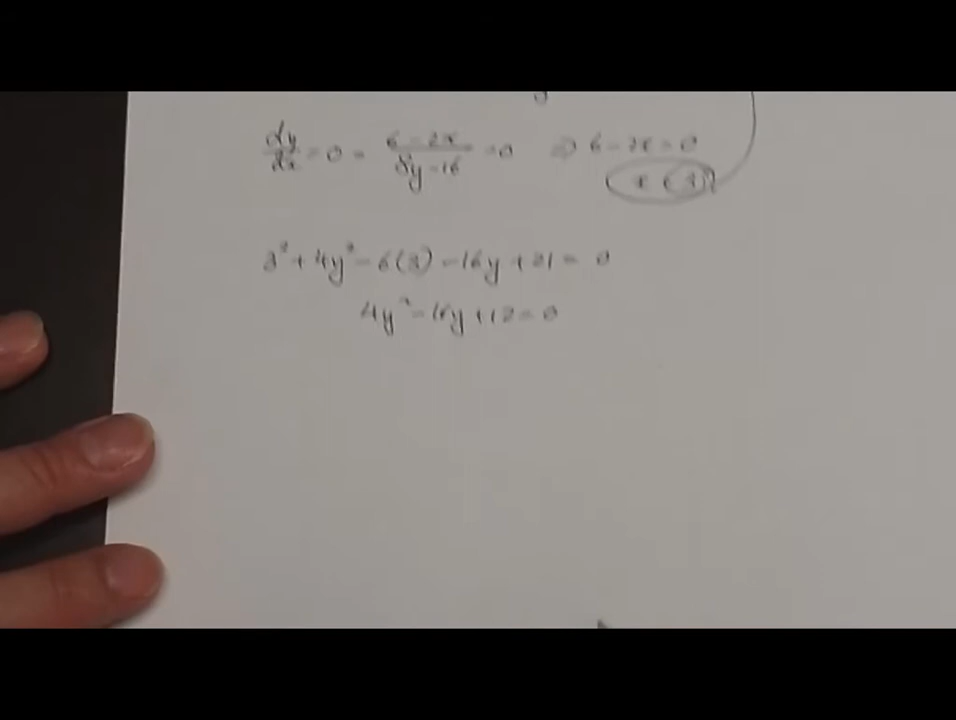 dy/dx = 0 = (6 - 2x)/(8y - 16) = 0 ⇒ 6 - 2x = 0
x = 3
3² + 4y² - 6(3) - 16y + 21 = 0
4y² - 16y + 12 = 0